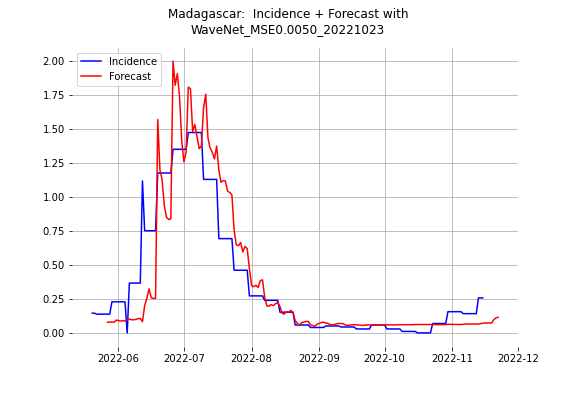 Madagascar:  Incidence + Forecast with
WaveNet_MSE0.0050_20221023
Incidence
Forecast
2.00
1.75
1.50
1.25
1.00
0.75
0.50
0.25
0.00
2022-06 2022-07 2022-08 2022-09 2022-10 2022-11 2022-12